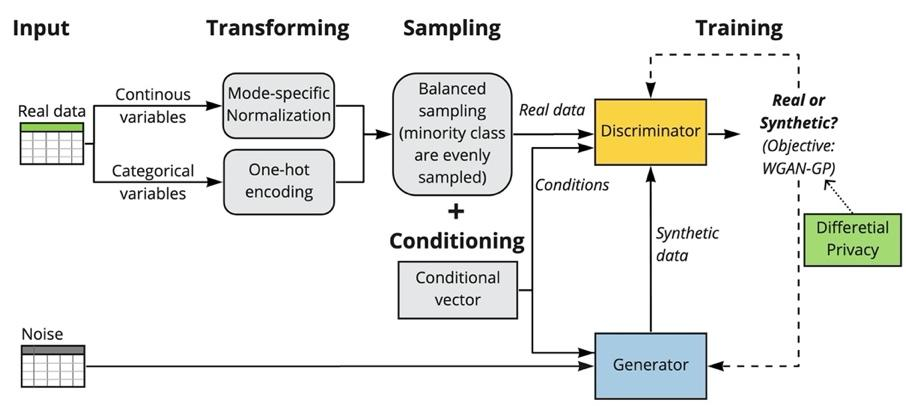 Input
Transforming
Sampling
Training
Real data
Continous
variables
Categorical
variables
Mode-specific
Normalization
One-hot
encoding
Balanced
sampling
(minority class
are evenly
sampled)
+
Conditioning
Conditional
vector
Real data
Conditions
Discriminator
Synthetic
data
Real or
Synthetic?
(Objective:
WGAN-GP)
Differetial
Privacy
Noise
Generator